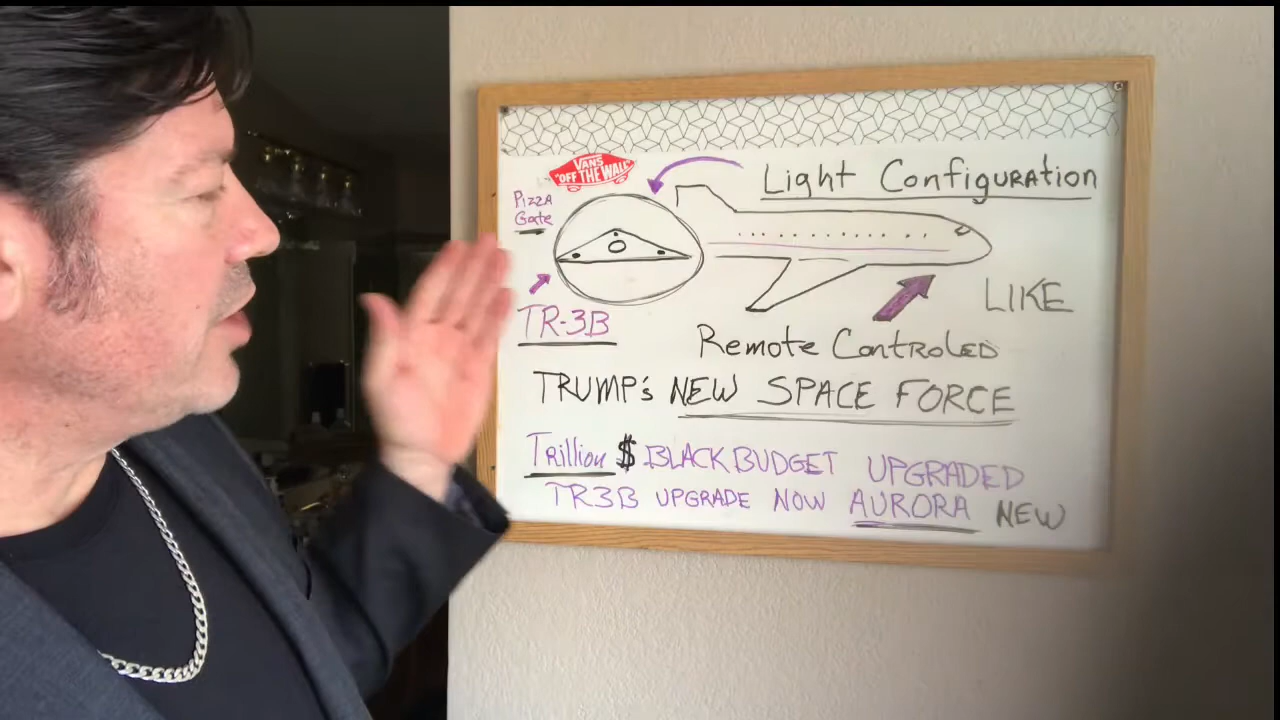 VANS
"OFF THE WALL"
Light Configuration
Pizza
Gate
LIKE
TR-3B
Remote Controled
TRUMP's NEW SPACE FORCE
Trillion $ BLACK BUDGET UPGRADED
TR3B UPGRADE NOW AURORA NEW